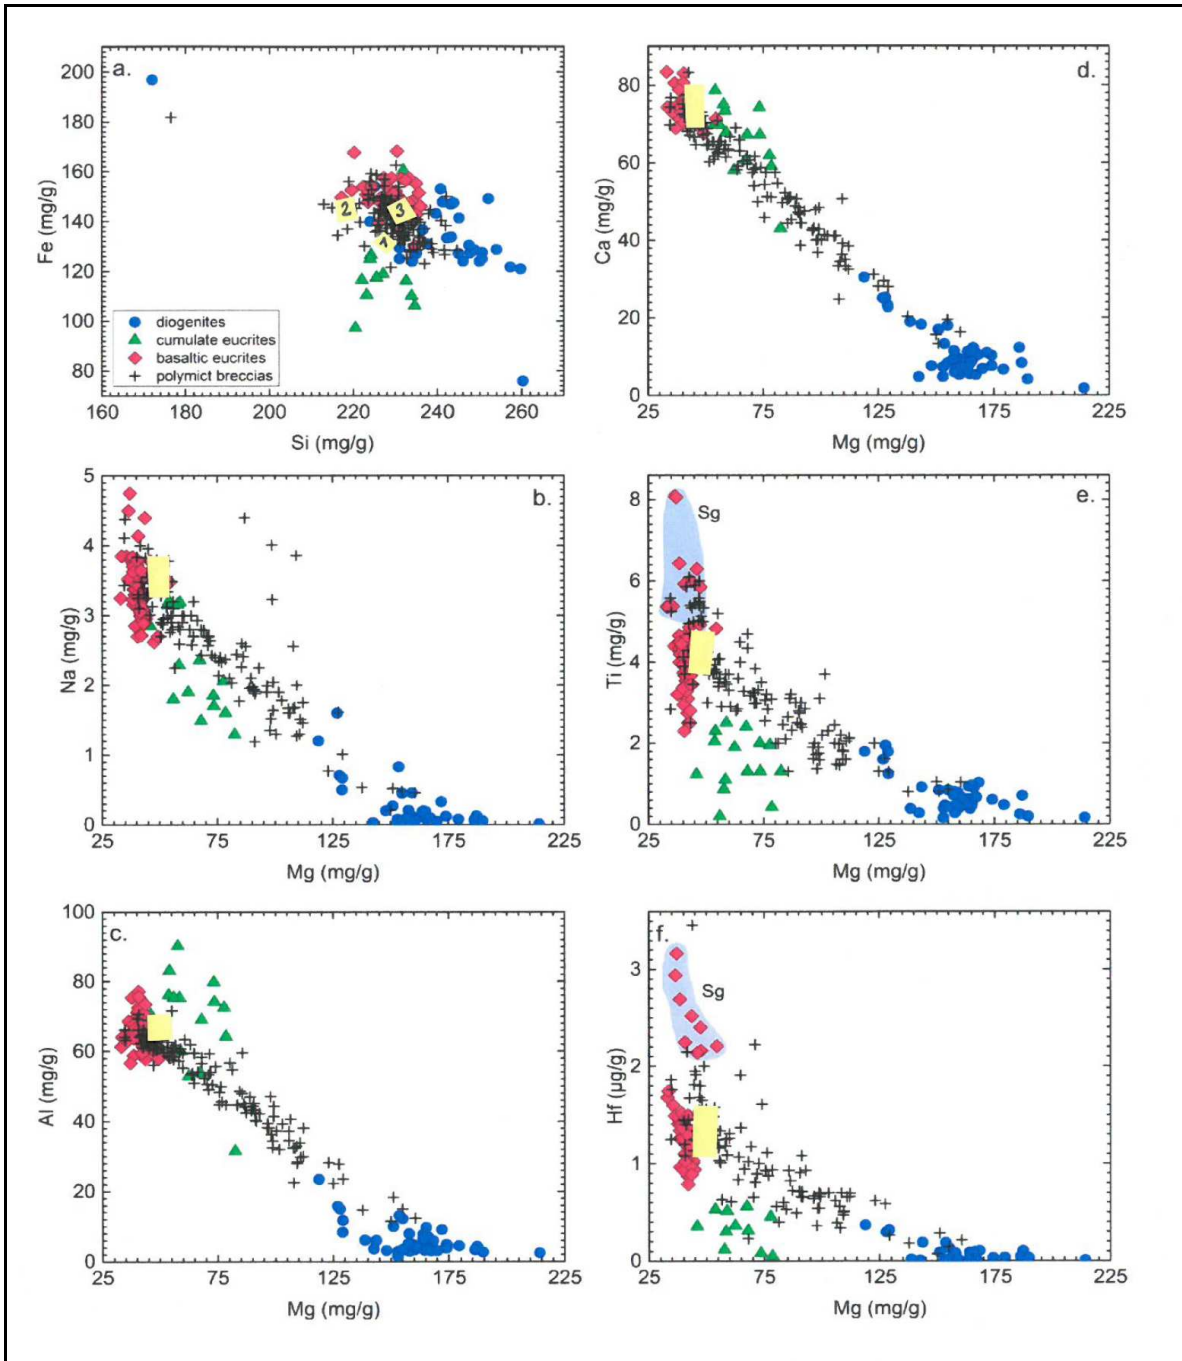 a.
200
180
160
140
120
100
80
Fe (mg/g)
2
3
1
diogenites
cumulate eucrites
basaltic eucrites
polymict breccias
160 180 200 220 240 260
Si (mg/g)
d.
80
60
40
20
0
Ca (mg/g)
25 75 125 175 225
Mg (mg/g)
b.
5
4
3
2
1
0
Na (mg/g)
25 75 125 175 225
Mg (mg/g)
e.
8
6
4
2
0
Ti (mg/g)
Sg
25 75 125 175 225
Mg (mg/g)
c.
100
80
60
40
20
0
Al (mg/g)
25 75 125 175 225
Mg (mg/g)
f.
3
2
1
0
Hf (µg/g)
Sg
25 75 125 175 225
Mg (mg/g)